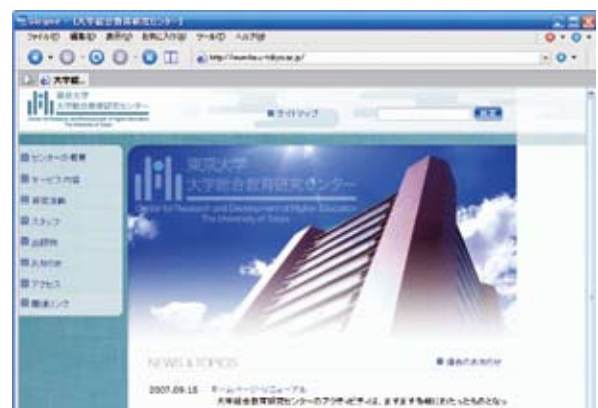 ファイル(F) 編集(E) 表示(V) お気に入り(B) ツール(T) ヘルプ(H)
東京大学
大学総合教育研究センター
サイトマップ
検索
センターの概要
サービス内容
研究活動
スタッフ
出版物
お知らせ
アクセス
関連リンク
東京大学
大学総合教育研究センター
Center for Research and Development of Higher Education
The University of Tokyo
NEWS & TOPICS
過去のお知らせ
2007.09.18 ホームページリニューアル
大学総合教育研究センターのアクティビティは、ますます多岐にわたったものとなっ